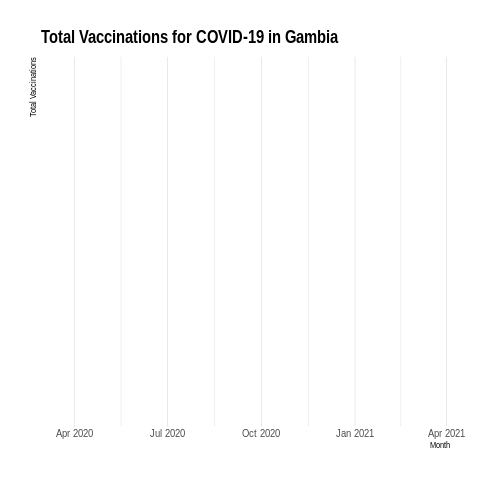 Total Vaccinations for COVID-19 in Gambia
Total Vaccinations
Apr 2020
Jul 2020
Oct 2020
Jan 2021
Apr 2021
Month